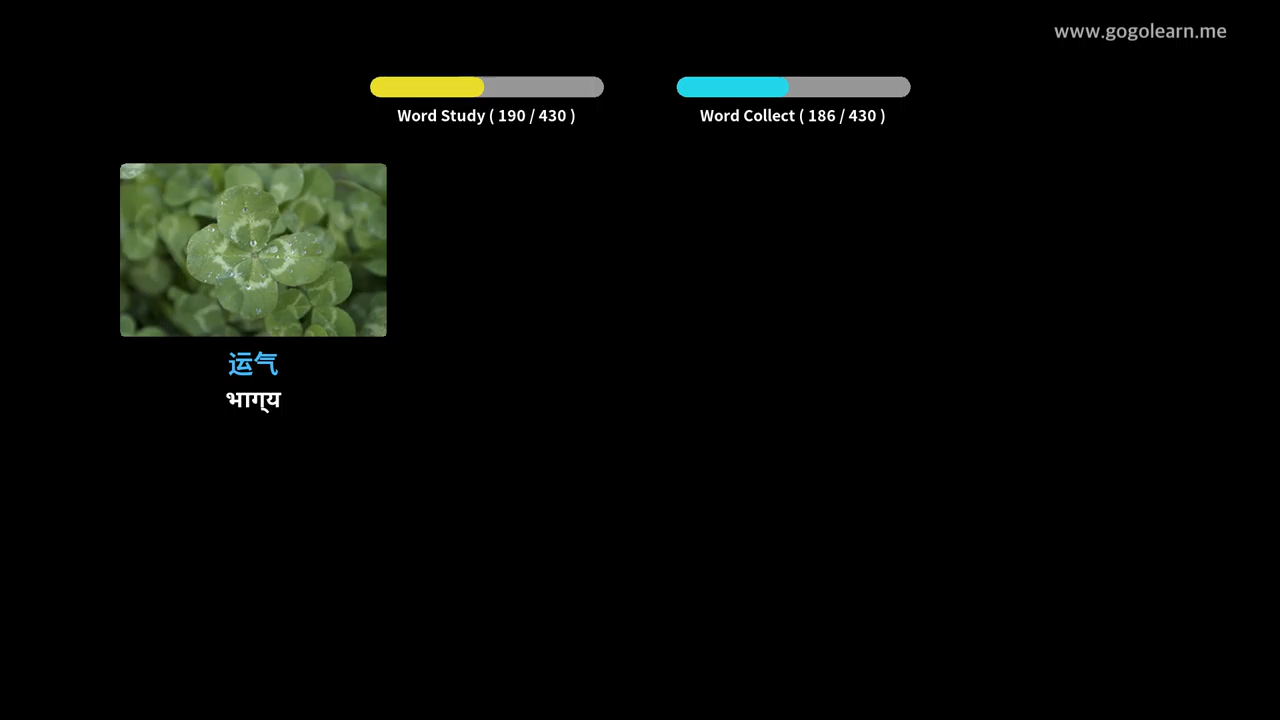 www.gogolearn.me
Word Study ( 190 / 430 )
Word Collect ( 186 / 430 )
运气
भाग्‍य